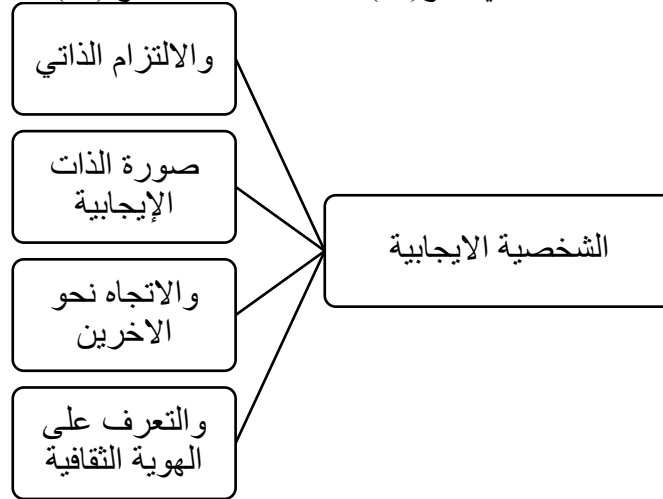 والالتزام الذاتي
صورة الذات
الإيجابية
الشخصية الايجابية
والاتجاه نحو
الاخرين
والتعرف على
الهوية الثقافية